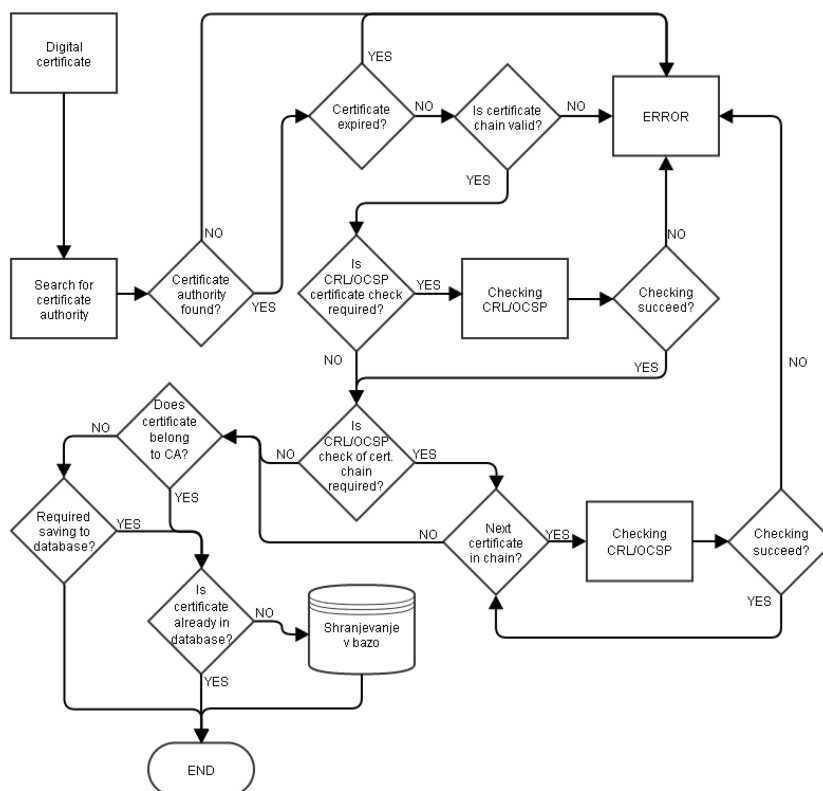 Digital
certificate
YES
Certificate
expired?
NO
Is certificate
chain valid?
NO
ERROR
YES
NO
Search for
certificate
authority
Certificate
authority
found?
YES
Is
CRL/OCSP
certificate check
required?
YES
Checking
CRL/OCSP
Checking
succeed?
NO
NO
YES
NO
Does
certificate
belong
to CA?
NO
YES
Is
CRL/OCSP
check of cert.
chain
required?
NO
YES
Required
saving to
database?
YES
NO
Next
certificate
in chain?
YES
Checking
CRL/OCSP
Checking
succeed?
YES
Is
certificate
already in
database?
NO
YES
Shranjevanje
v bazo
END